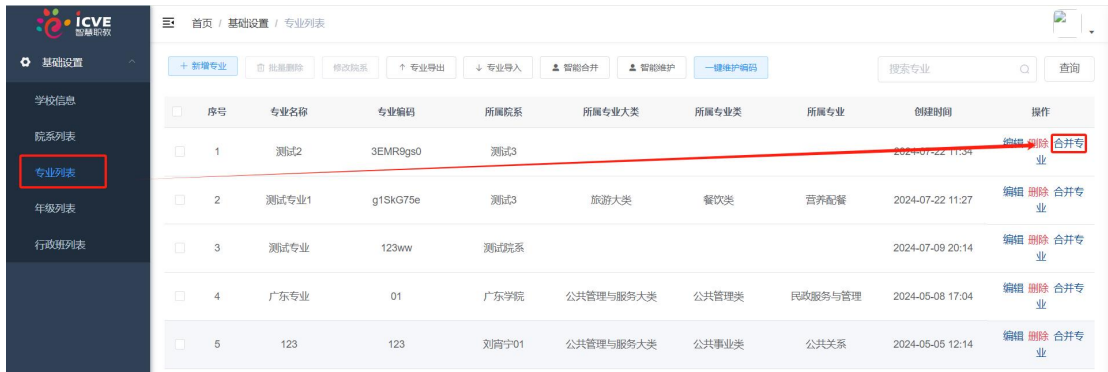 icve
智慧职教
首页 / 基础设置 / 专业列表
基础设置
学校信息
院系列表
专业列表
年级列表
行政班列表
+ 新增专业 批量删除 修改院系 ↑ 专业导出 ↓ 专业导入 智能合并 智能维护 一键维护编码 搜索专业 查询
序号 专业名称 专业编码 所属院系 所属专业大类 所属专业类 所属专业 创建时间 操作
1 测试2 3EMR9gs0 测试3 2024-07-22 11:34 编辑 删除 合并专
业
2 测试专业1 g1SkG75e 测试3 旅游大类 餐饮类 营养配餐 2024-07-22 11:27 编辑 删除 合并专
业
3 测试专业 123ww 测试院系 2024-07-09 20:14 编辑 删除 合并专
业
4 广东专业 01 广东学院 公共管理与服务大类 公共管理类 民政服务与管理 2024-05-08 17:04 编辑 删除 合并专
业
5 123 123 刘宵宁01 公共管理与服务大类 公共事业类 公共关系 2024-05-05 12:14 编辑 删除 合并专
业